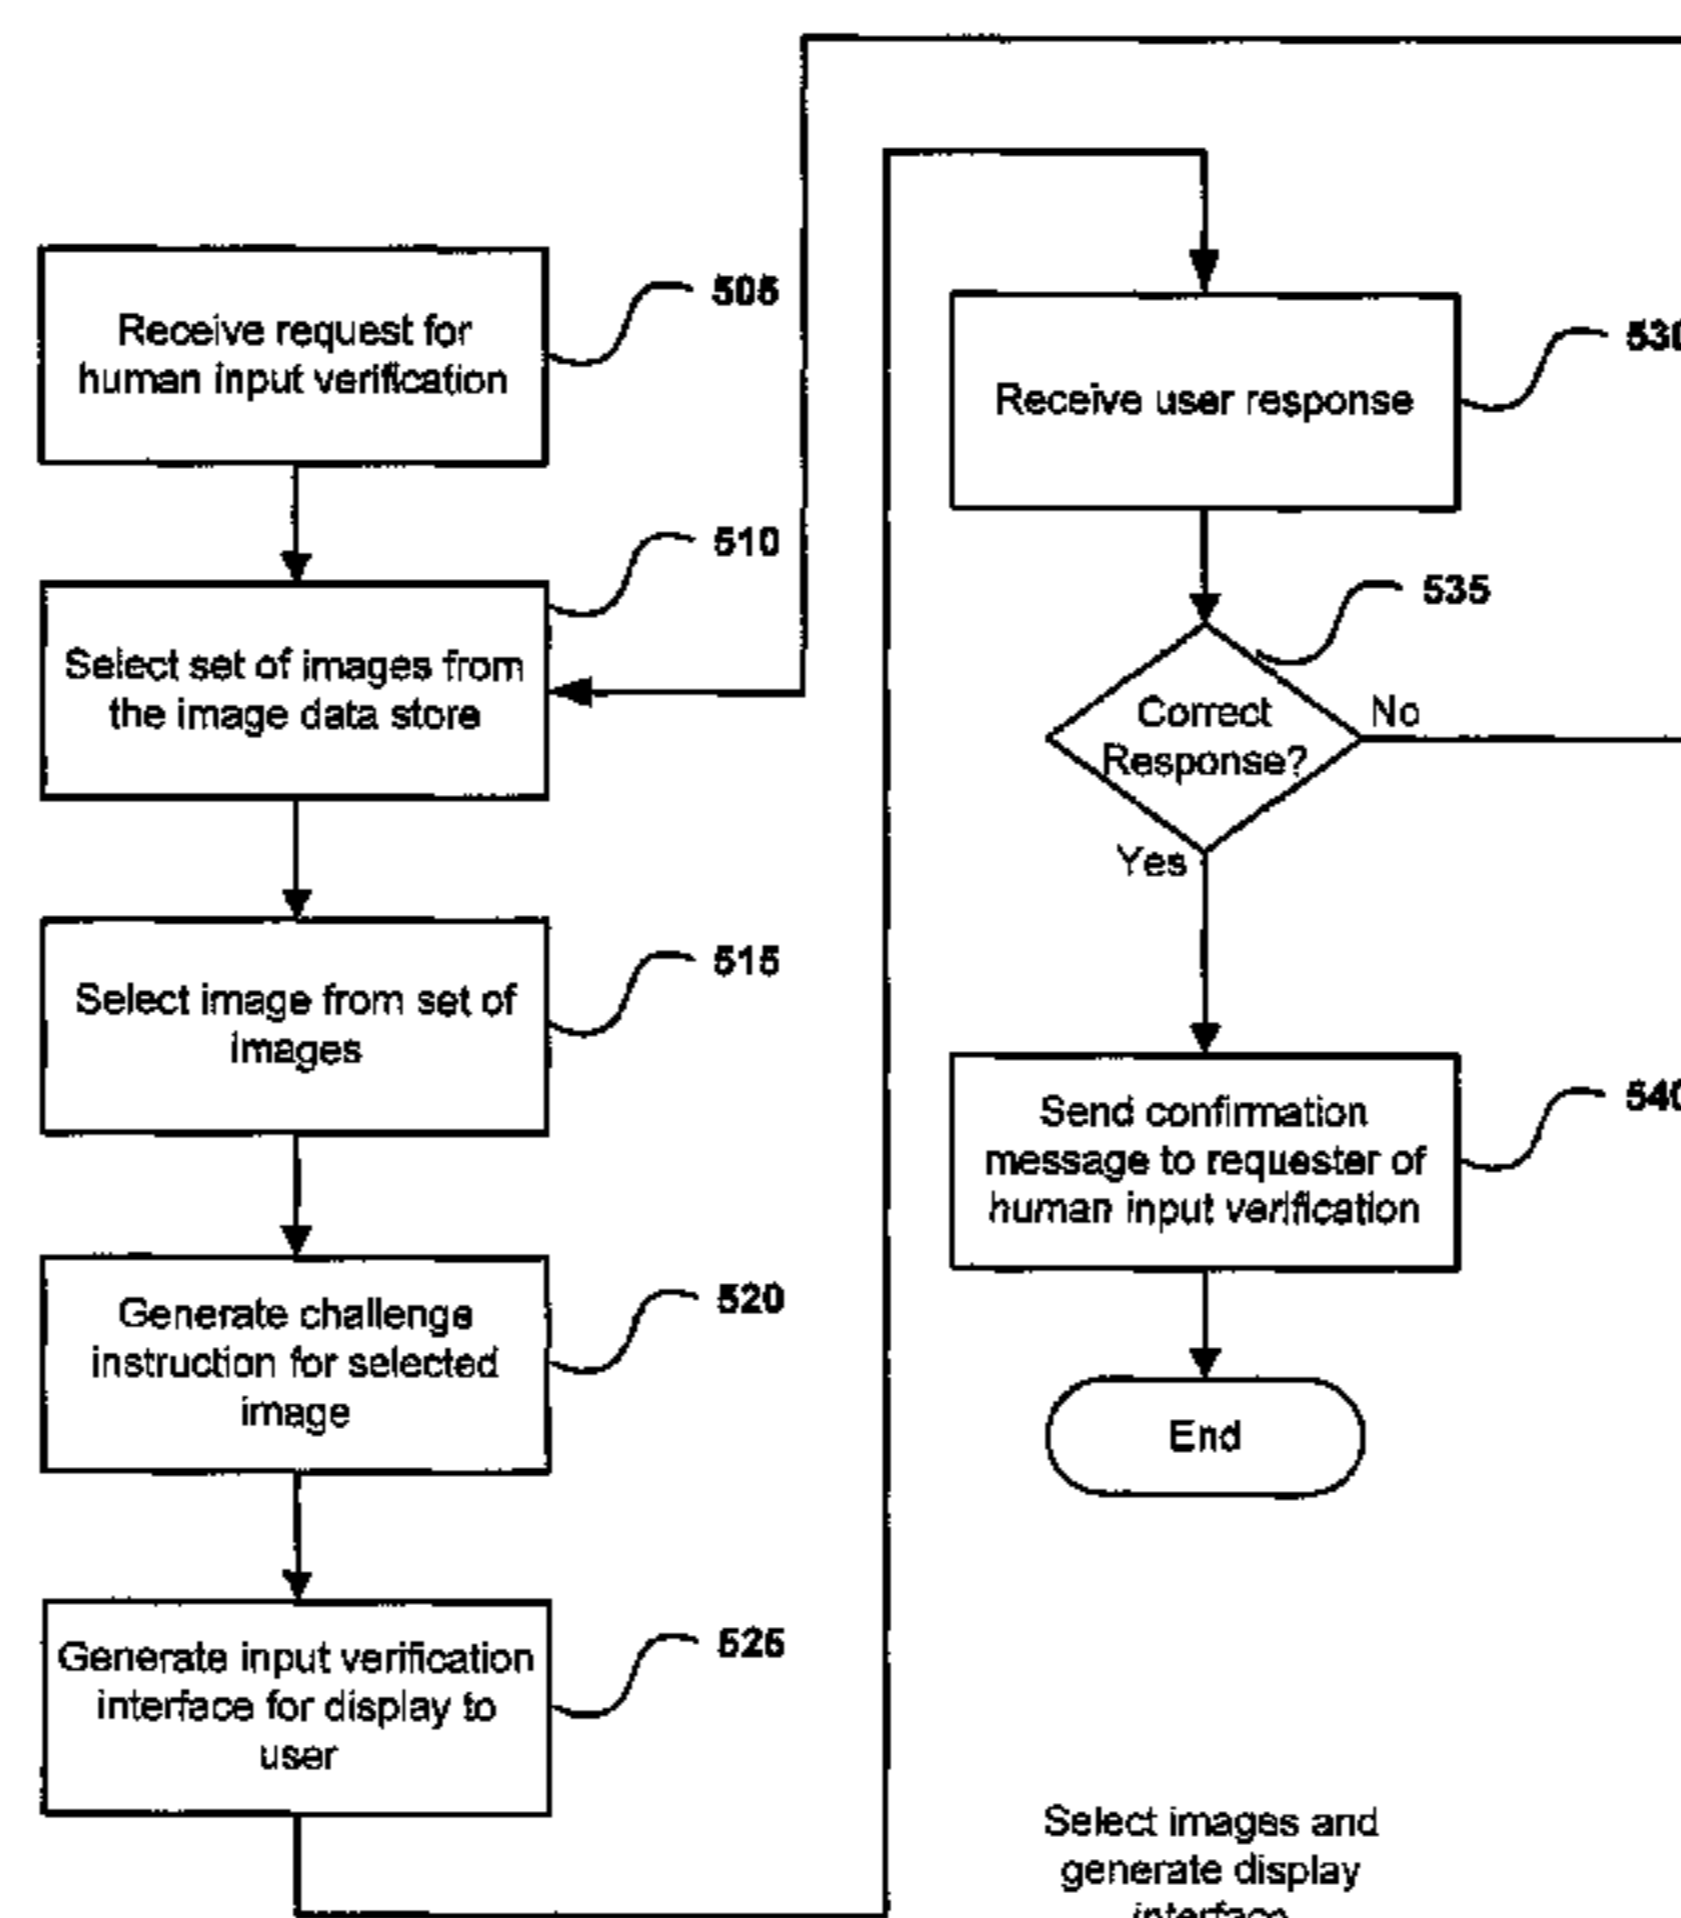 Receive request for
human input verification
505
Select set of images from
the image data store
510
Select image from set of
images
515
Generate challenge
instruction for selected
image
520
Generate input verification
interface for display to
user
525
Receive user response
530
Correct
Response?
535
No
Yes
Send confirmation
message to requester of
human input verification
540
End
Select images and
generate display
interface